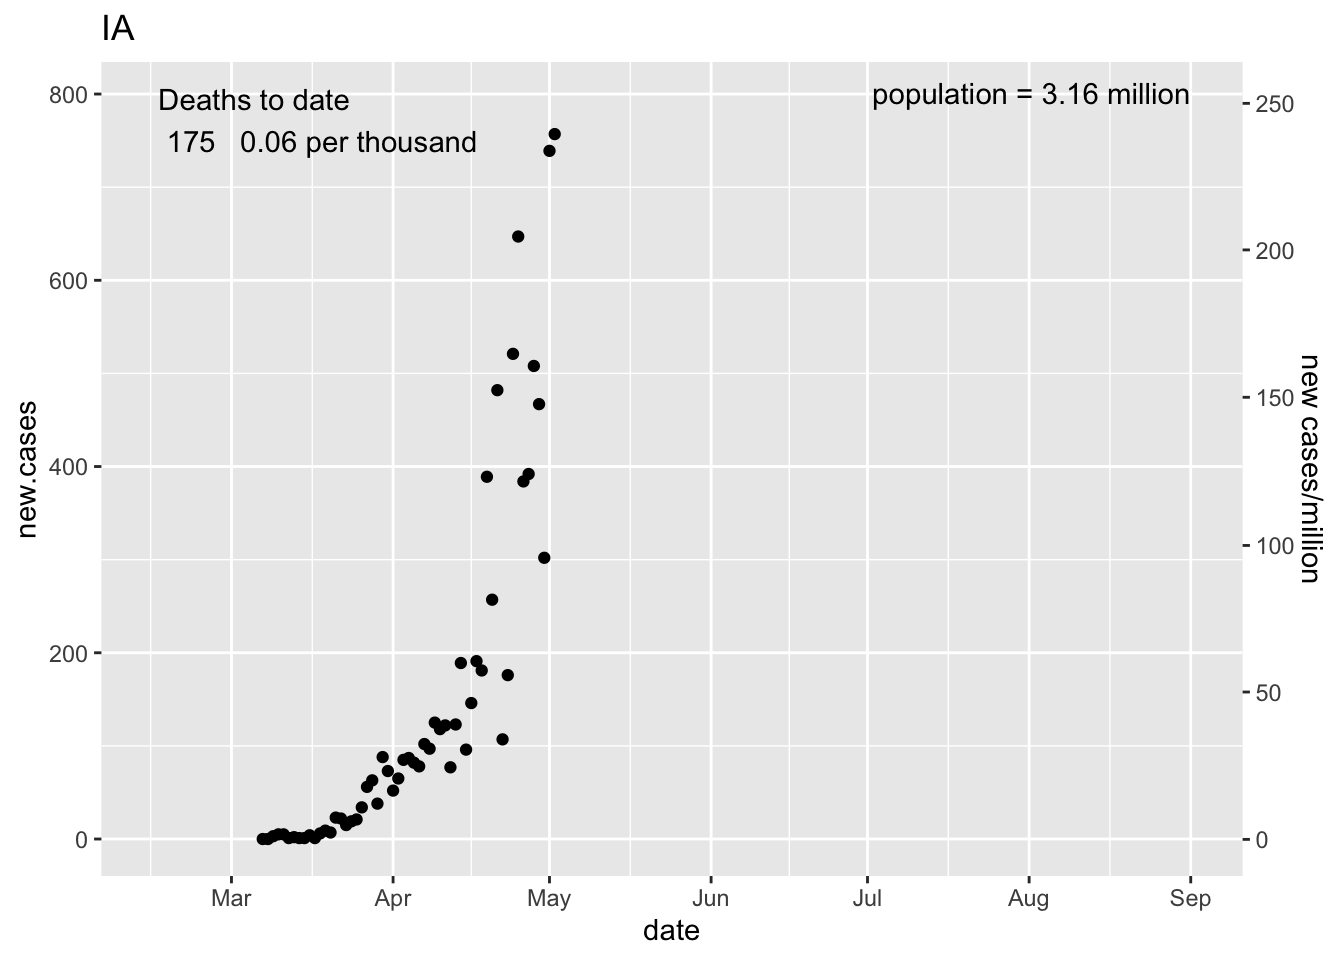 IA
Deaths to date
175 0.06 per thousand
population = 3.16 million
800
600
400
200
0
new.cases
250
200
150
100
50
0
new cases/million
Mar Apr May Jun Jul Aug Sep
date